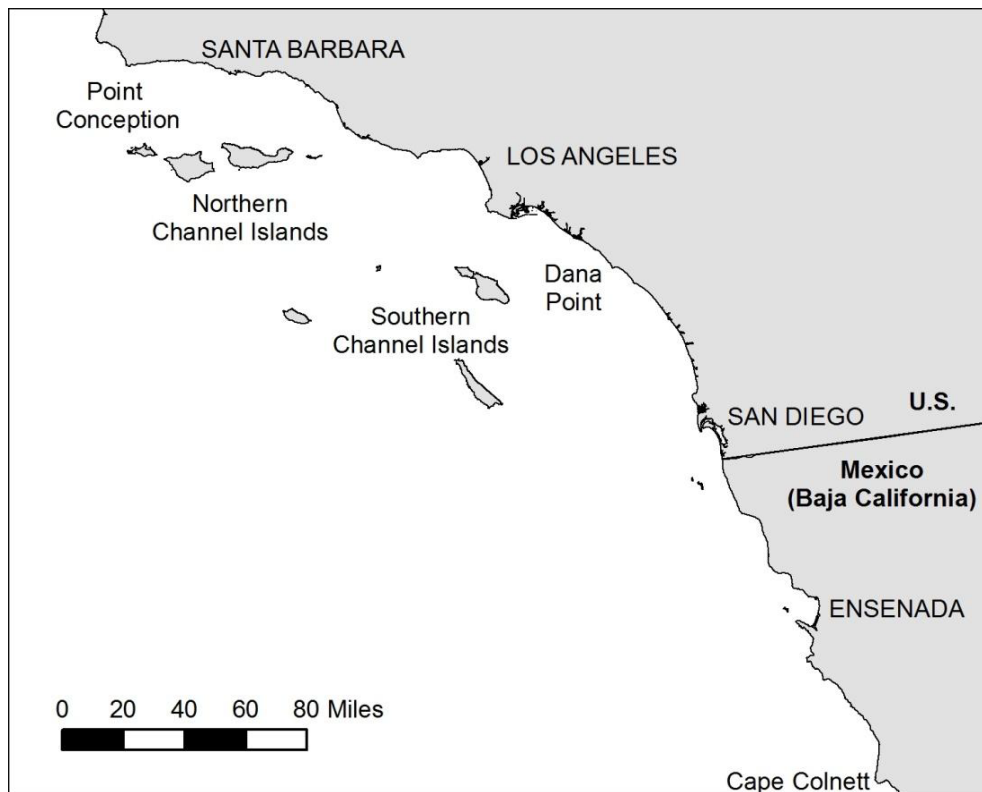 SANTA BARBARA
Point
Conception
LOS ANGELES
Northern
Channel Islands
Dana
Point
Southern
Channel Islands
U.S.
SAN DIEGO
Mexico
(Baja California)
ENSENADA
0 20 40 60 80 Miles
Cape Colnett